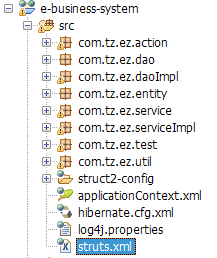 e-business-system
src
com.tz.ez.action
com.tz.ez.dao
com.tz.ez.daoImpl
com.tz.ez.entity
com.tz.ez.service
com.tz.ez.serviceImpl
com.tz.ez.test
com.tz.ez.util
struct2-config
applicationContext.xml
hibernate.cfg.xml
log4j.properties
struts.xml